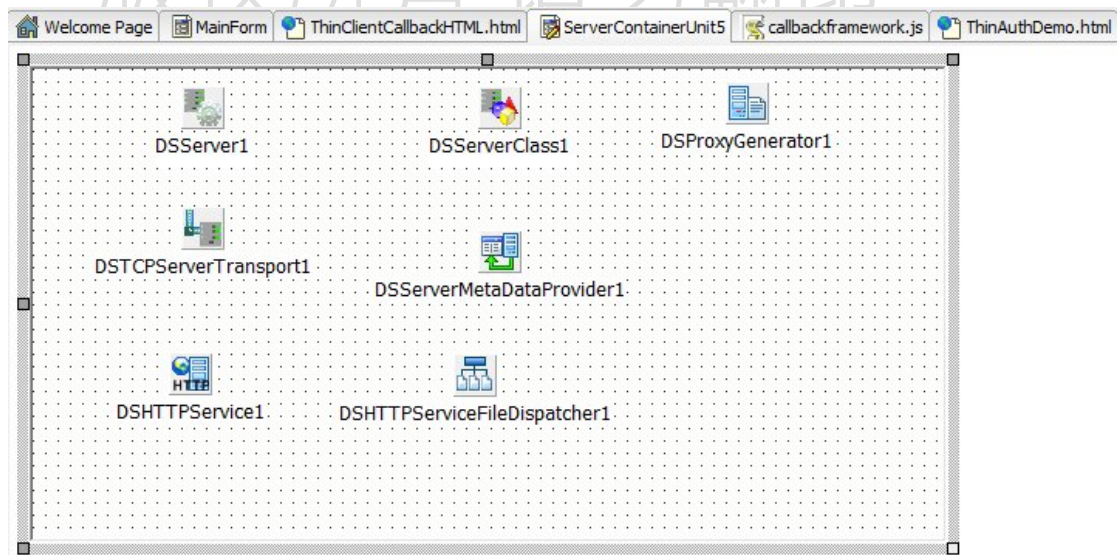 Welcome Page MainForm ThinClientCallbackHTML.html ServerContainerUnit5 callbackframework.js ThinAuthDemo.html
DSServer1 DSServerClass1 DSProxyGenerator1
DSTCPServerTransport1
DSServerMetaDataProvider1
HTTP
DSHTTPService1 DSHTTPServiceFileDispatcher1